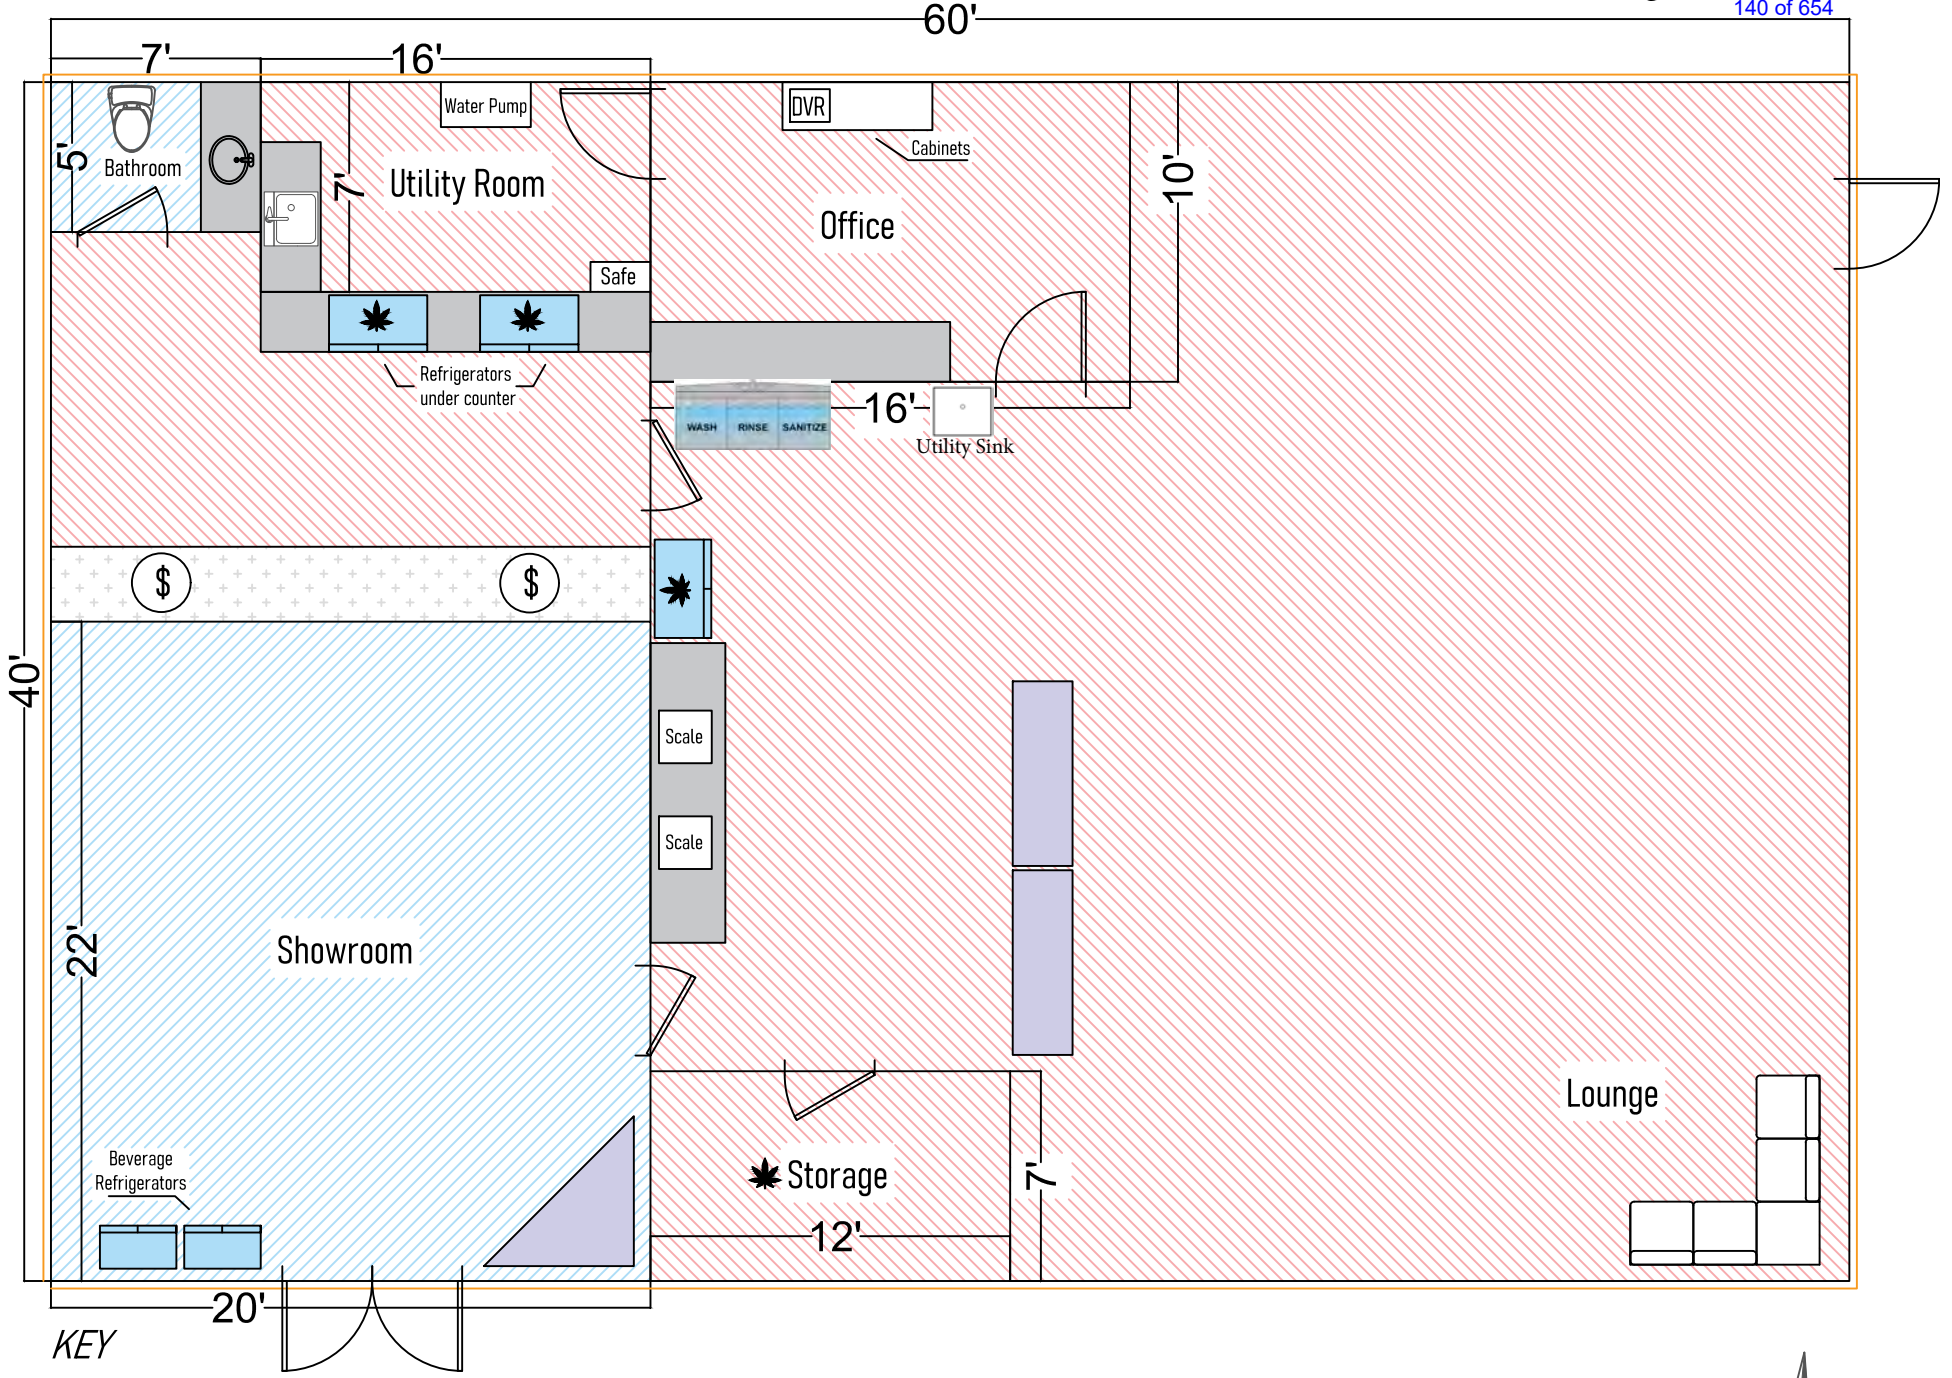 140 of 654
60'
7'
16'
Water Pump
DVR
Cabinets
5'
Bathroom
7'
Utility Room
10'
Office
Safe
Refrigerators
under counter
16'
WASH
RINSE
SANITIZE
Utility Sink
$
$
40'
Scale
Scale
22'
Showroom
Lounge
Beverage
Refrigerators
Storage
7'
12'
20'
KEY